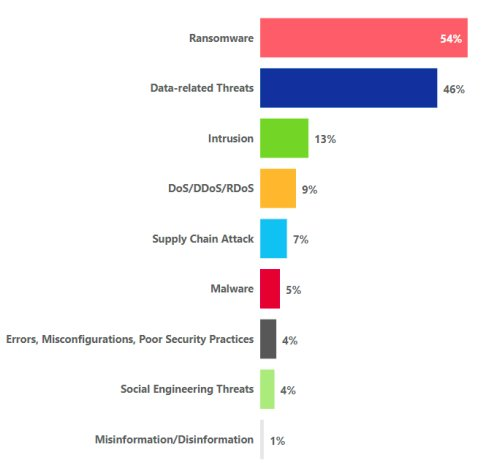 Ransomware 54%
Data-related Threats 46%
Intrusion 13%
DoS/DDoS/RDoS 9%
Supply Chain Attack 7%
Malware 5%
Errors, Misconfigurations, Poor Security Practices 4%
Social Engineering Threats 4%
Misinformation/Disinformation 1%